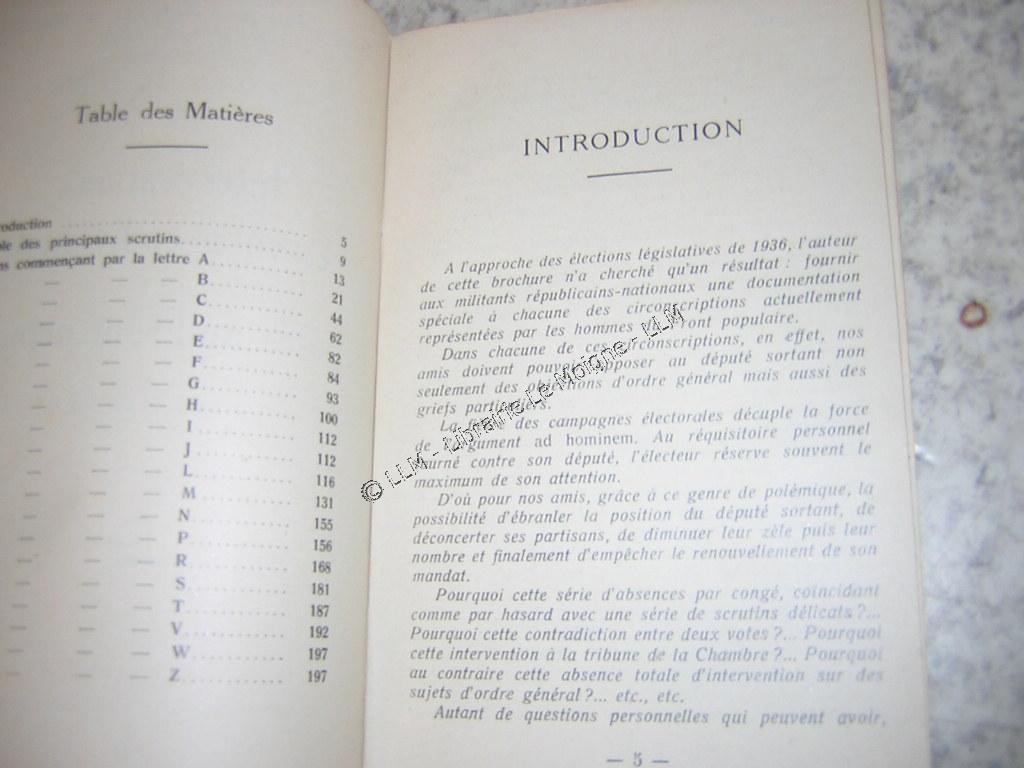 Table des Matières
roduction ........ 5
le des principaux scrutins ........ 9
ns commençant par la lettre A ........ 13
— — — B ........ 21
— — — C ........ 44
— — — D ........ 62
— — — E ........ 82
— — — F ........ 84
— — — G ........ 93
— — — H ........ 100
— — — I ........ 112
— — — J ........ 112
— — — L ........ 116
— — — M ........ 131
— — — N ........ 155
— — — P ........ 156
— — — R ........ 168
— — — S ........ 181
— — — T ........ 187
— — — V ........ 192
— — — W ........ 197
— — — Z ........ 197
INTRODUCTION
A l'approche des élections législatives de 1936, l'auteur
de cette brochure n'a cherché qu'un résultat : fournir
aux militants républicains-nationaux une documentation
spéciale à chacune des circonscriptions actuellement
représentées par les hommes du Front populaire.
Dans chacune de ces circonscriptions, en effet, nos
amis doivent pouvoir opposer au député sortant non
seulement des objections d'ordre général mais aussi des
griefs particuliers.
La des campagnes électorales décuple la force
de l'argument ad hominem. Au réquisitoire personnel
tourné contre son député, l'électeur réserve souvent le
maximum de son attention.
D'où pour nos amis, grâce à ce genre de polémique, la
possibilité d'ébranler la position du député sortant, de
déconcerter ses partisans, de diminuer leur zèle puis leur
nombre et finalement d'empêcher le renouvellement de son
mandat.
Pourquoi cette série d'absences par congé, coïncidant
comme par hasard avec une série de scrutins délicats ?...
Pourquoi cette contradiction entre deux votes ?... Pourquoi
cette intervention à la tribune de la Chambre ?... Pourquoi
au contraire cette absence totale d'intervention sur des
sujets d'ordre général ?... etc., etc.
Autant de questions personnelles qui peuvent avoir,
— 5 —
© LLM - Librairie Le Moigne - LLM